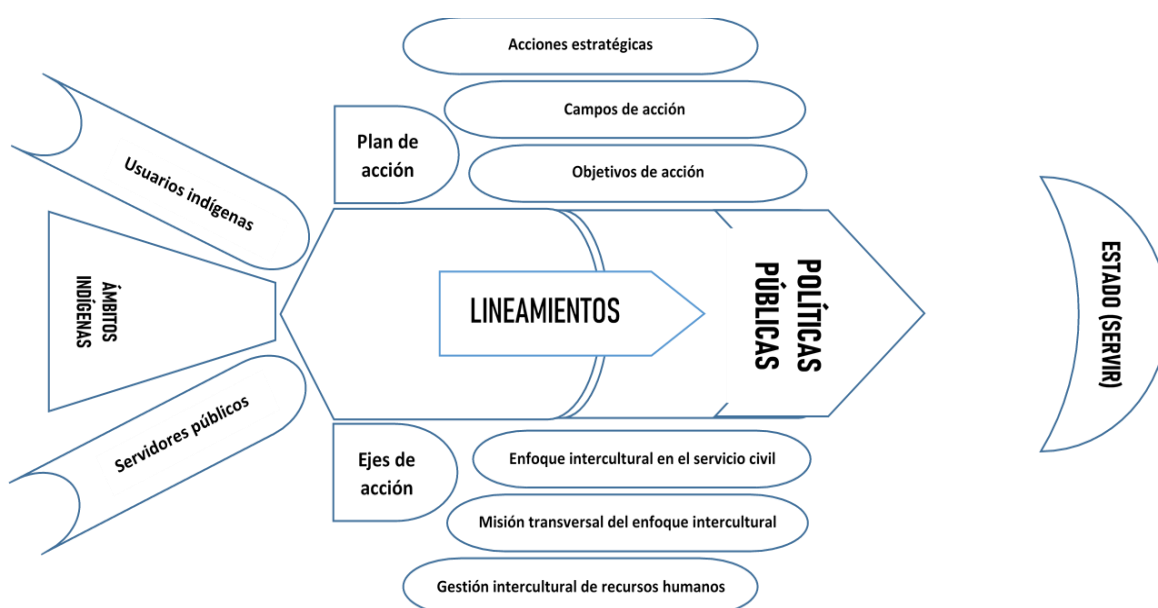 Acciones estratégicas
Campos de acción
Plan de
acción
Objetivos de acción
Usuarios indígenas
ÁMBITOS
INDÍGENAS
LINEAMIENTOS
POLÍTICAS
PÚBLICAS
ESTADO (SERVIR)
Servidores públicos
Ejes de
acción
Enfoque intercultural en el servicio civil
Misión transversal del enfoque intercultural
Gestión intercultural de recursos humanos